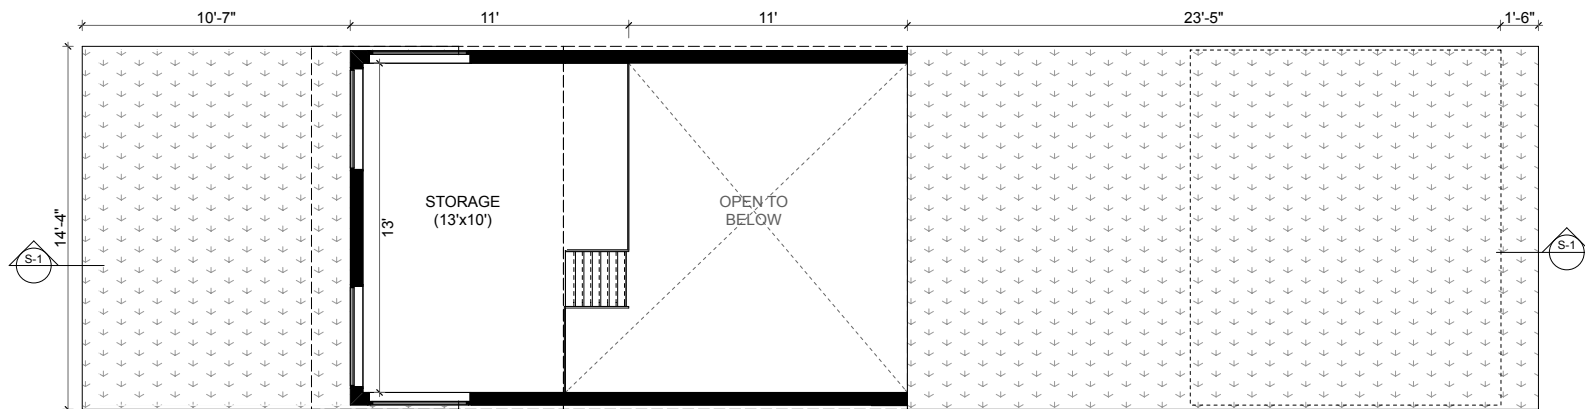 10'-7"
11'
11'
23'-5"
1'-6"
14'-4"
13'
STORAGE
(13'x10')
OPEN TO
BELOW
S-1
S-1